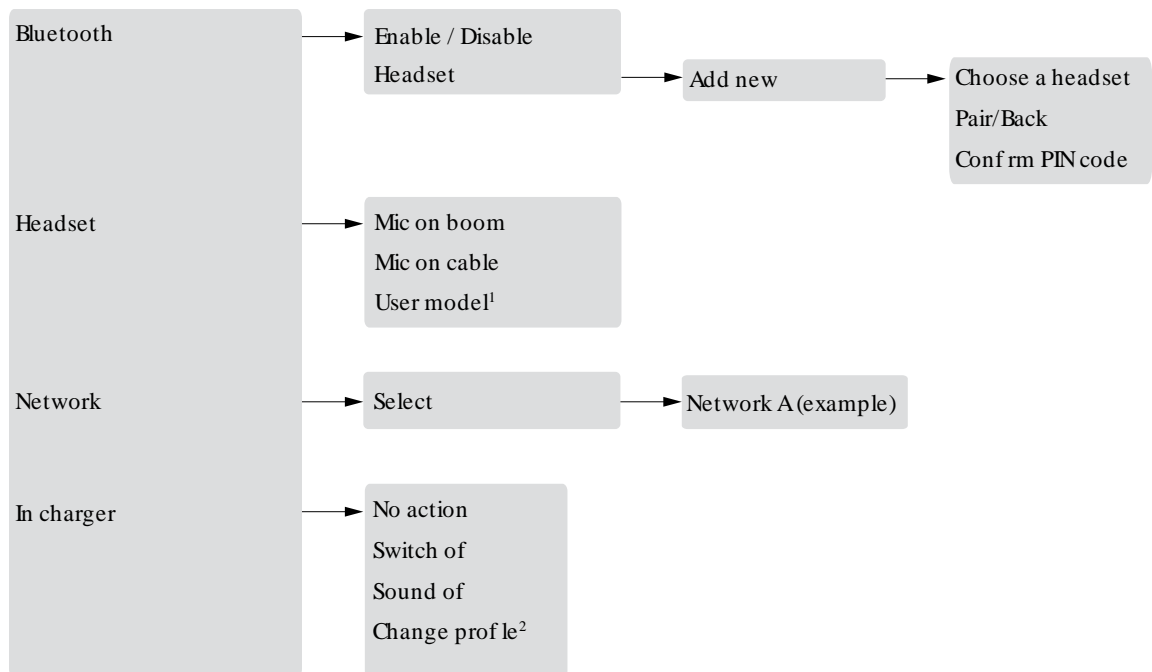 Bluetooth
Enable / Disable
Headset
Add new
Choose a headset
Pair/Back
Conf rm PIN code
Headset
Mic on boom
Mic on cable
User model¹
Network
Select
Network A (example)
In charger
No action
Switch of
Sound of
Change prof le²